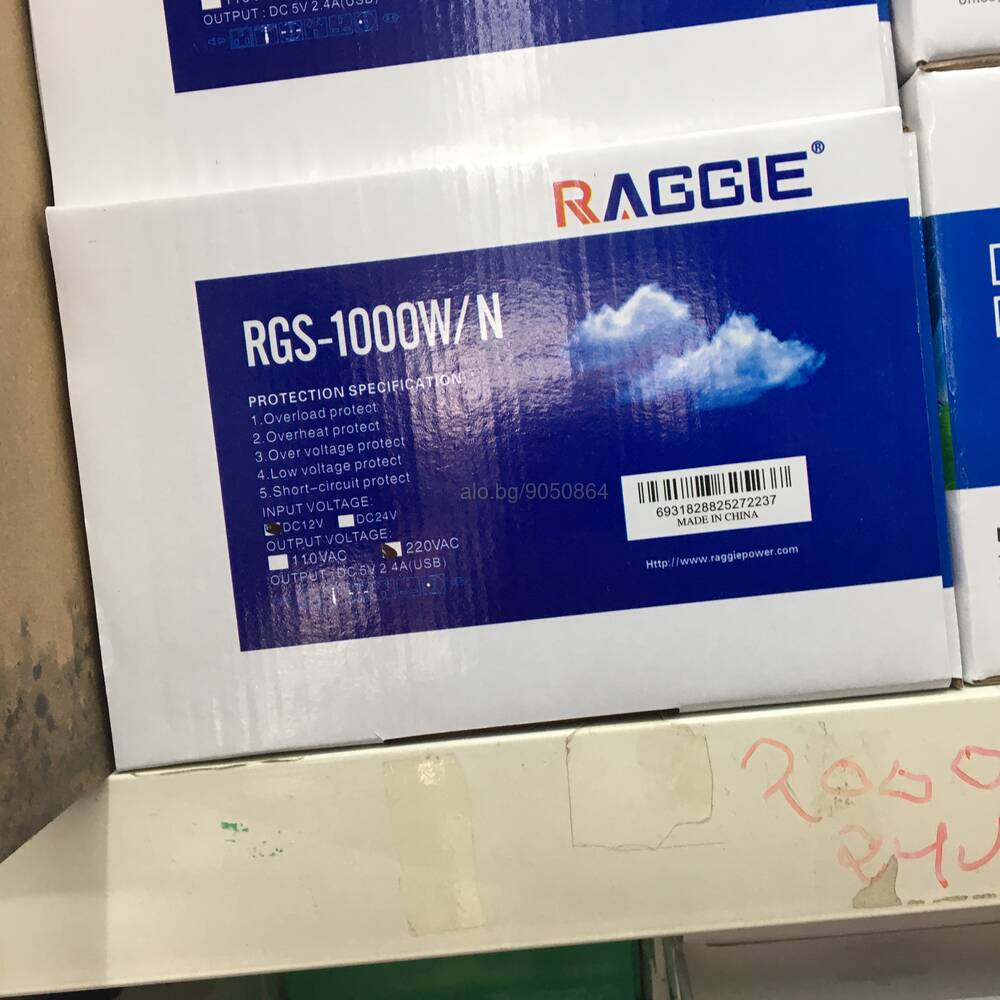 OUTPUT : DC 5V 2.4A(USB)
RAGGIE®
RGS-1000W/N
PROTECTION SPECIFICATION
1.Overload protect
2.Overheat protect
3.Over voltage protect
4.Low voltage protect
5.Short-circuit protect
INPUT VOLTAGE:
DC12V DC24V
OUTPUT VOLTAGE:
110VAC 220VAC
OUTPUT : DC 5V 2.4A(USB)
alo.bg/9050864
6931828825272237
MADE IN CHINA
Http://www.raggiepower.com
2000
24V